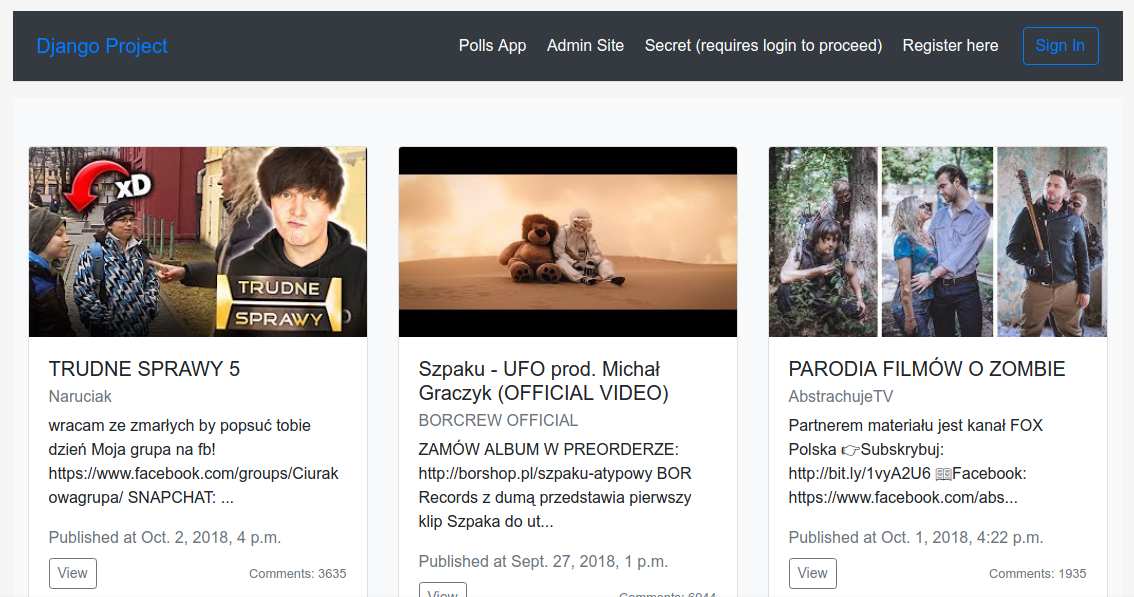 Django Project
Polls App
Admin Site
Secret (requires login to proceed)
Register here
Sign In
xD
TRUDNE
SPRAWY
TRUDNE SPRAWY 5
Naruciak
wracam ze zmarłych by popsuć tobie
dzień Moja grupa na fb!
https://www.facebook.com/groups/Ciurak
owagrupa/ SNAPCHAT: ...
Published at Oct. 2, 2018, 4 p.m.
View
Comments: 3635
Szpaku - UFO prod. Michał
Graczyk (OFFICIAL VIDEO)
BORCREW OFFICIAL
ZAMÓW ALBUM W PREORDERZE:
http://borshop.pl/szpaku-atypowy BOR
Records z dumą przedstawia pierwszy
klip Szpaka do ut...
Published at Sept. 27, 2018, 1 p.m.
View
Comments: 6944
PARODIA FILMÓW O ZOMBIE
AbstrachujeTV
Partnerem materiału jest kanał FOX
Polska 👉Subskrybuj:
http://bit.ly/1vyA2U6 📖Facebook:
https://www.facebook.com/abs...
Published at Oct. 1, 2018, 4:22 p.m.
View
Comments: 1935